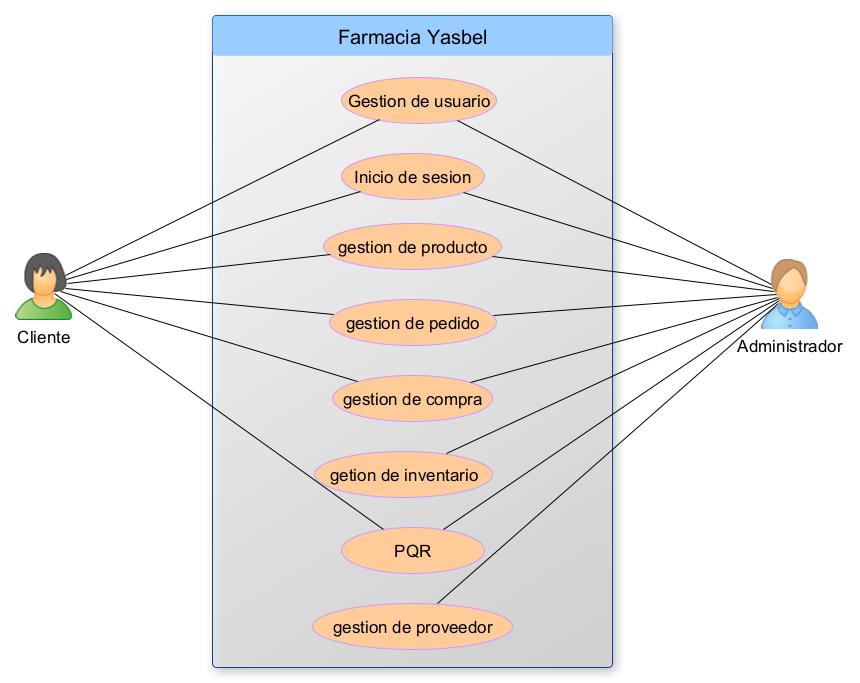 Farmacia Yasbel
Gestion de usuario
Inicio de sesion
gestion de producto
gestion de pedido
Cliente
Administrador
gestion de compra
getion de inventario
PQR
gestion de proveedor